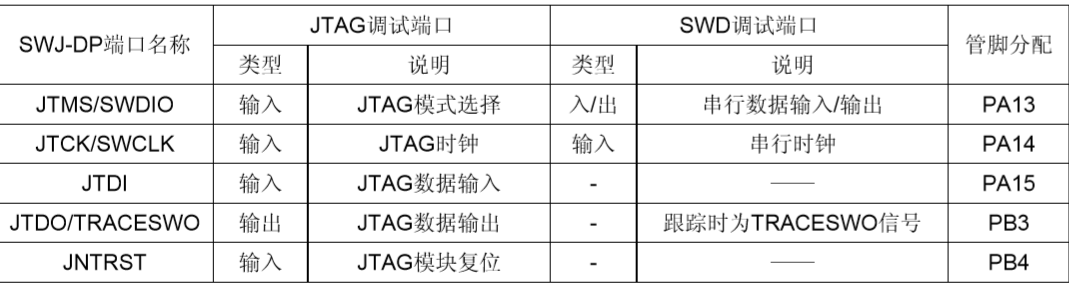 SWJ-DP端口名称 JTAG调试端口 SWD调试端口 管脚分配
类型 说明 类型 说明
JTMS/SWDIO 输入 JTAG模式选择 入/出 串行数据输入/输出 PA13
JTCK/SWCLK 输入 JTAG时钟 输入 串行时钟 PA14
JTDI 输入 JTAG数据输入 - —— PA15
JTDO/TRACESWO 输出 JTAG数据输出 - 跟踪时为TRACESWO信号 PB3
JNTRST 输入 JTAG模块复位 - —— PB4